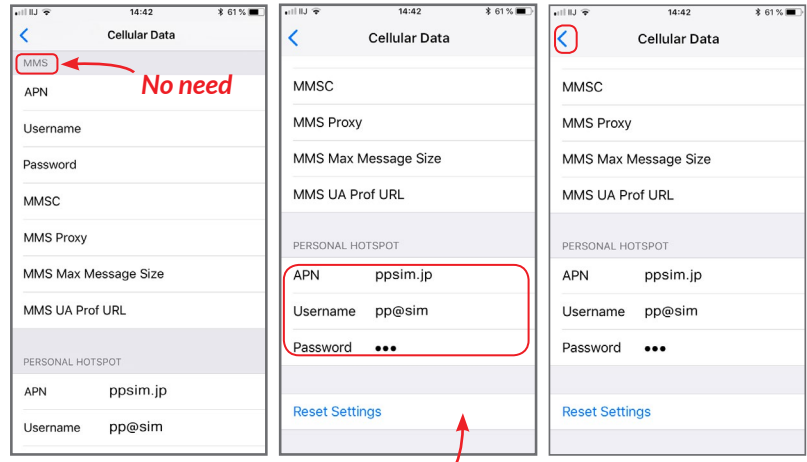 IIJ 14:42 61 %
Cellular Data
MMS
No need
APN
Username
Password
MMSC
MMS Proxy
MMS Max Message Size
MMS UA Prof URL
PERSONAL HOTSPOT
APN ppsim.jp
Username pp@sim
IIJ 14:42 61 %
Cellular Data
MMSC
MMS Proxy
MMS Max Message Size
MMS UA Prof URL
PERSONAL HOTSPOT
APN ppsim.jp
Username pp@sim
Password •••
Reset Settings
IIJ 14:42 61 %
Cellular Data
MMSC
MMS Proxy
MMS Max Message Size
MMS UA Prof URL
PERSONAL HOTSPOT
APN ppsim.jp
Username pp@sim
Password •••
Reset Settings